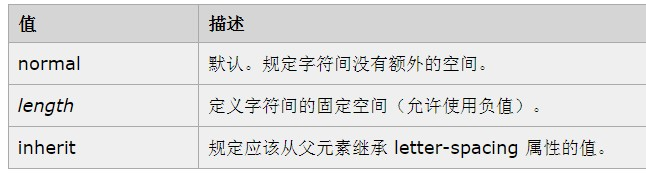 值 描述
normal 默认。规定字符间没有额外的空间。
length 定义字符间的固定空间（允许使用负值）。
inherit 规定应该从父元素继承 letter-spacing 属性的值。